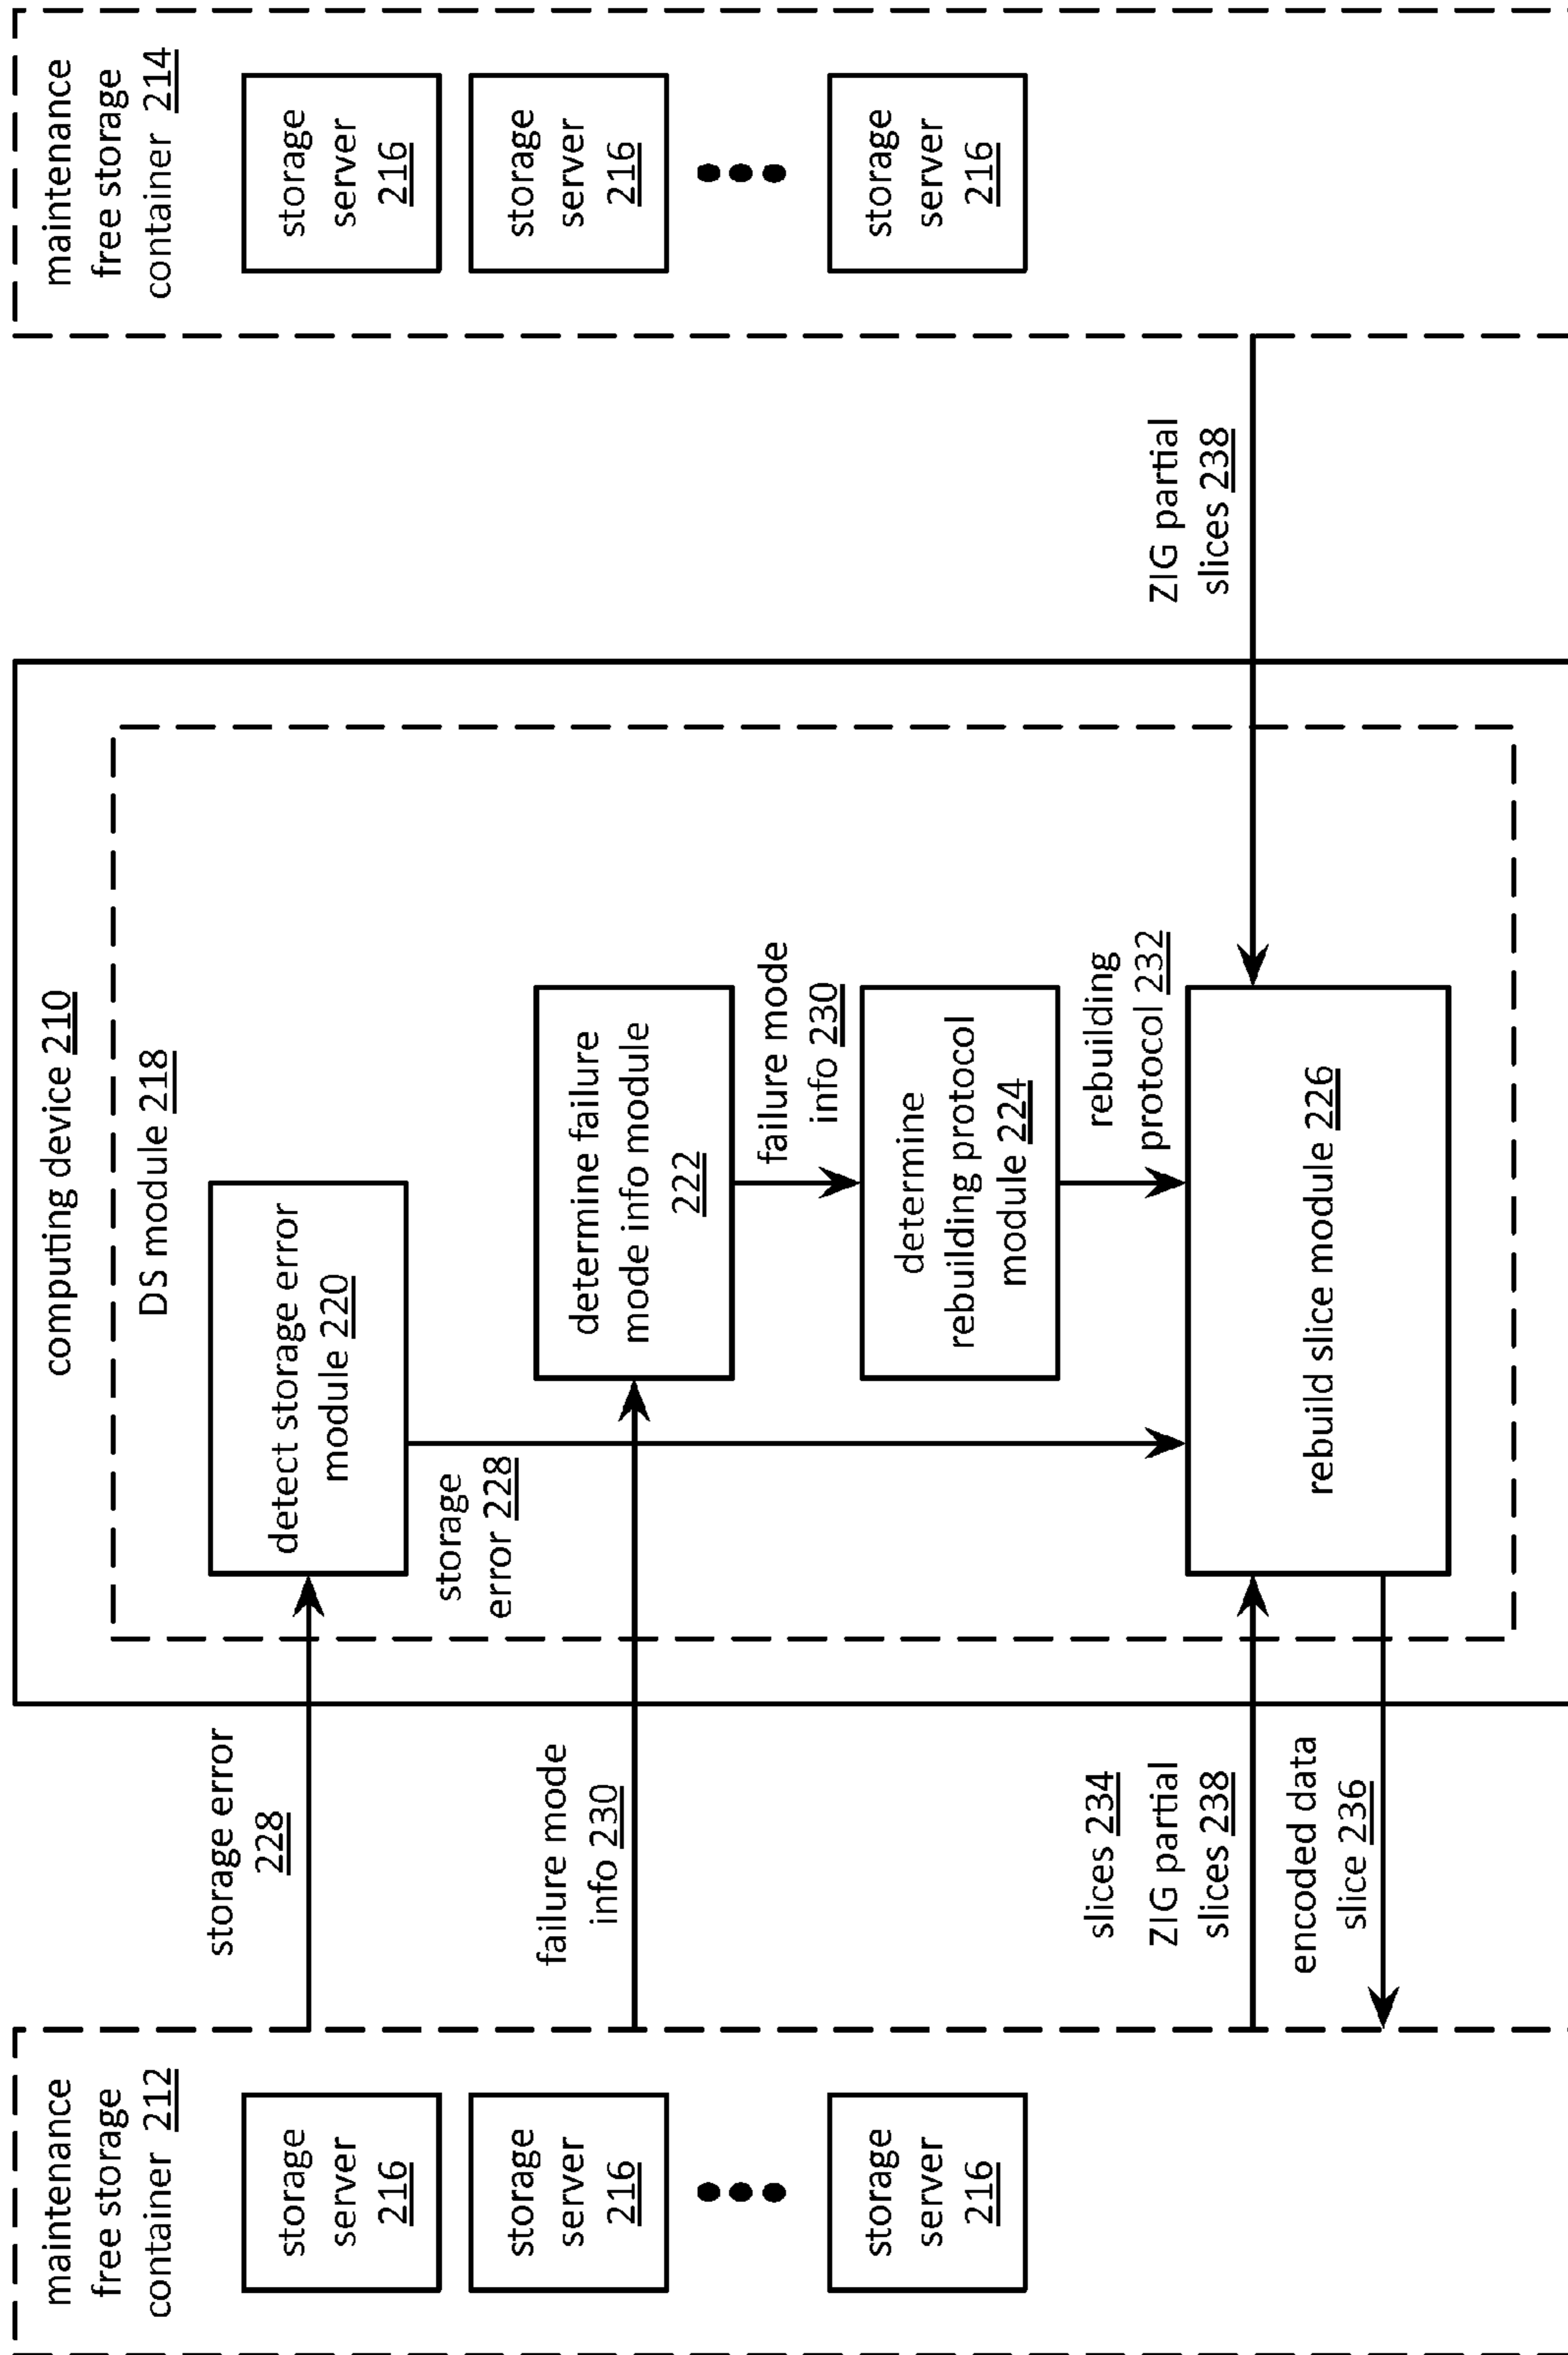 maintenance
free storage
container 212
storage
server
216
storage
server
216
storage
server
216
storage error
228
failure mode
info 230
slices 234
ZIG partial
slices 238
encoded data
slice 236
computing device 210
DS module 218
detect storage error
module 220
storage
error 228
determine failure
mode info module
222
failure mode
info 230
determine
rebuilding protocol
module 224
rebuilding
protocol 232
rebuild slice module 226
ZIG partial
slices 238
maintenance
free storage
container 214
storage
server
216
storage
server
216
storage
server
216